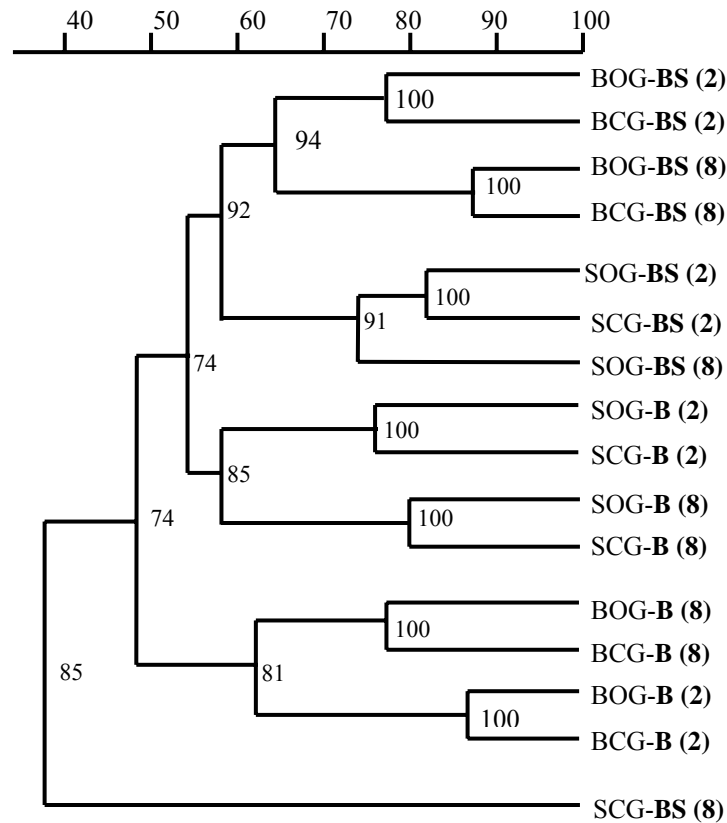 40 50 60 70 80 90 100
BOG-BS (2)
100
BCG-BS (2)
94
BOG-BS (8)
100
BCG-BS (8)
92
SOG-BS (2)
100
SCG-BS (2)
91
SOG-BS (8)
74
SOG-B (2)
100
SCG-B (2)
85
SOG-B (8)
100
SCG-B (8)
74
BOG-B (8)
100
BCG-B (8)
85
81
BOG-B (2)
100
BCG-B (2)
SCG-BS (8)